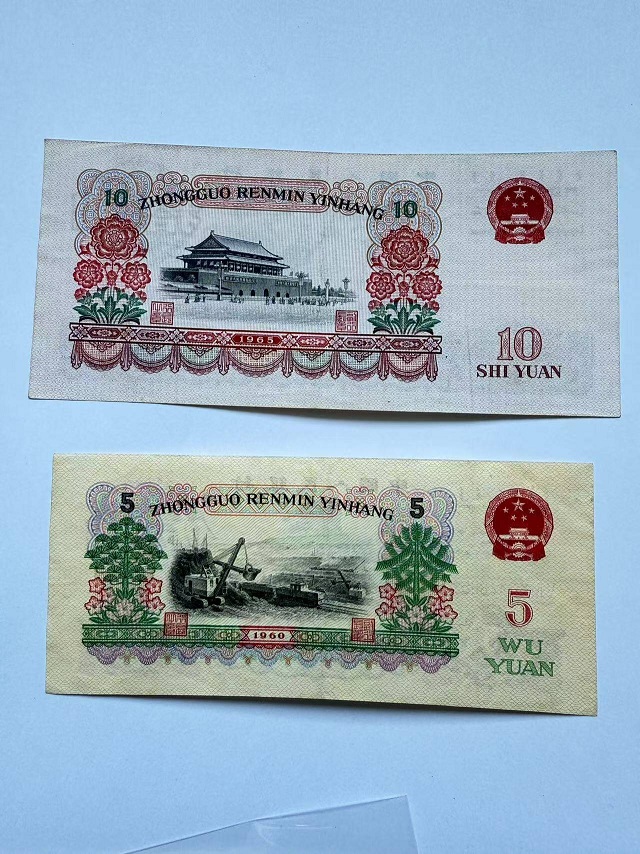 10 ZHONGGUO RENMIN YINHANG 10
1965
10
SHI YUAN
5 ZHONGGUO RENMIN YINHANG 5
1960
5
WU
YUAN